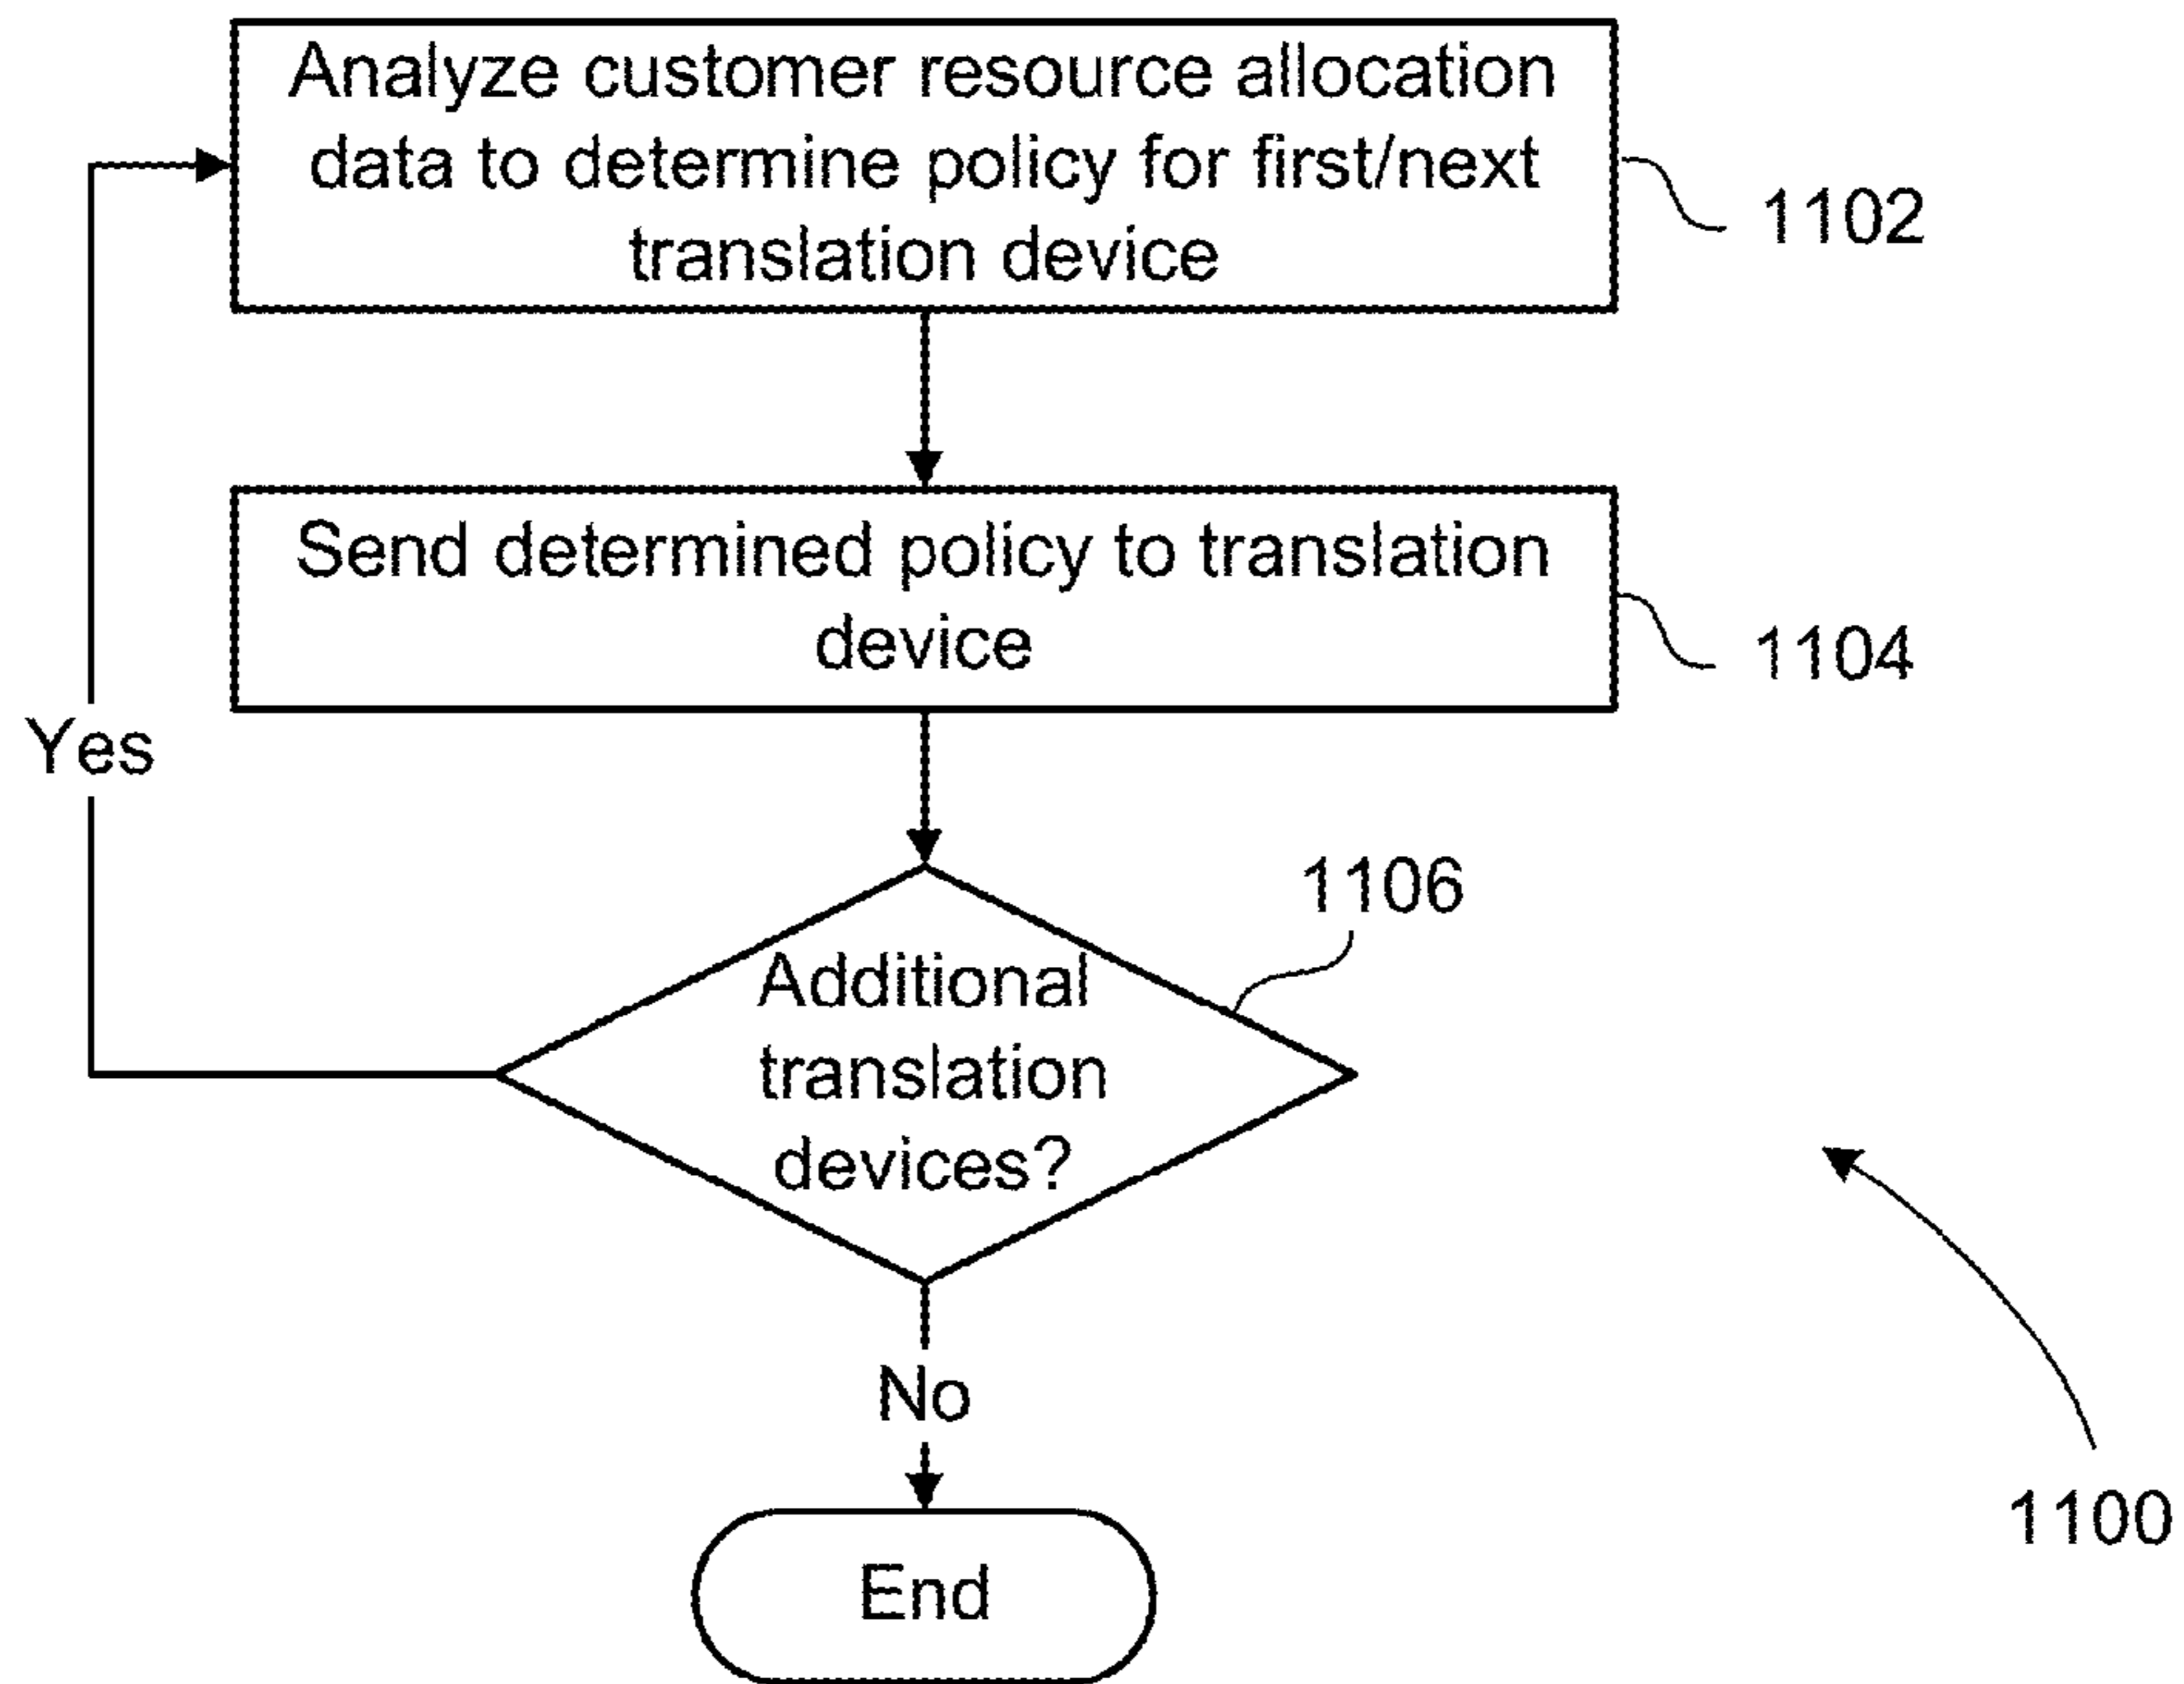 Analyze customer resource allocation
data to determine policy for first/next
translation device
1102
Send determined policy to translation
device
1104
Yes
1106
Additional
translation
devices?
No
End
1100